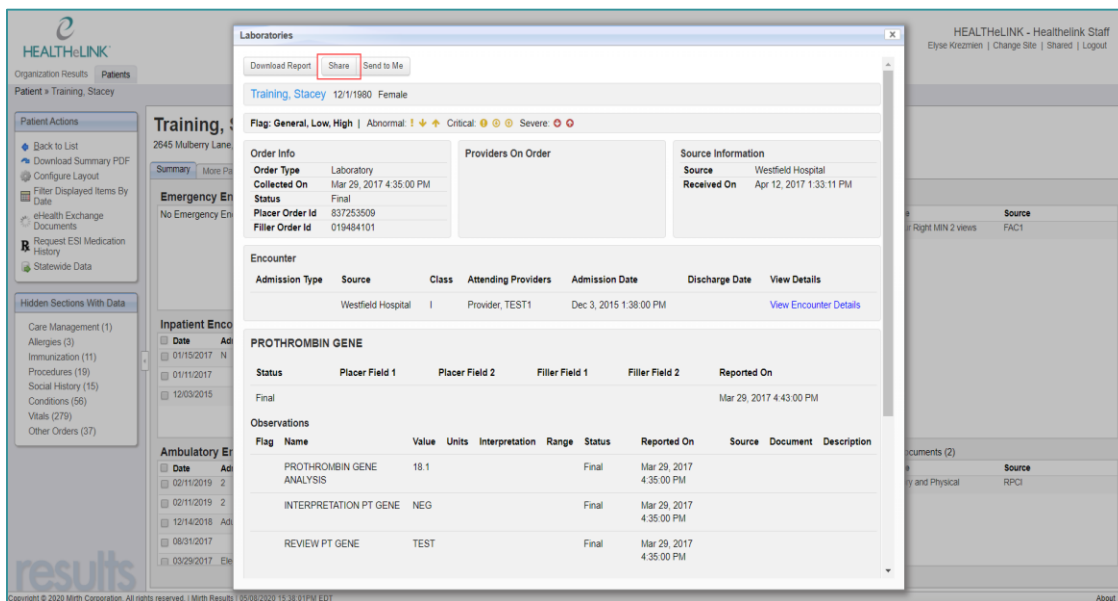 HEALTHeLINK
HEALTHeLINK - Healthelink Staff
Elyse Krezmien | Change Site | Shared | Logout
Organization Results Patients
Patient » Training, Stacey
Patient Actions
Back to List
Download Summary PDF
Configure Layout
Filter Displayed Items By
Date
eHealth Exchange
Documents
Request ESI Medication
History
Statewide Data
Hidden Sections With Data
Care Management (1)
Allergies (3)
Immunization (11)
Procedures (19)
Social History (15)
Conditions (56)
Vitals (279)
Other Orders (37)
results
Training,
2645 Mulberry Lane
Summary More
Emergency
No Emergency
Inpatient
Date
01/15/2017 N
01/11/2017
12/03/2015
Ambulatory
Date
02/11/2019 2
02/11/2019 2
12/14/2018
08/31/2017
03/29/2017
Laboratories X
Download Report Share Send to Me
Training, Stacey 12/1/1980 Female
Flag: General, Low, High | Abnormal: ! Critical: Severe:
Order Info
Order Type Laboratory
Collected On Mar 29, 2017 4:35:00 PM
Status Final
Placer Order Id 837253509
Filler Order Id 019484101
Providers On Order
Source Information
Source Westfield Hospital
Received On Apr 12, 2017 1:33:11 PM
Encounter
Admission Type Source Class Attending Providers Admission Date Discharge Date View Details
Westfield Hospital I Provider, TEST1 Dec 3, 2015 1:38:00 PM View Encounter Details
PROTHROMBIN GENE
Status Placer Field 1 Placer Field 2 Filler Field 1 Filler Field 2 Reported On
Final Mar 29, 2017 4:43:00 PM
Observations
Flag Name Value Units Interpretation Range Status Reported On Source Document Description
PROTHROMBIN GENE 18.1 Final Mar 29, 2017
ANALYSIS 4:35:00 PM
INTERPRETATION PT GENE NEG Final Mar 29, 2017
4:35:00 PM
REVIEW PT GENE TEST Final Mar 29, 2017
4:35:00 PM
Source
Right MIN 2 views FAC1
(2)
Source
and Physical RPCI
Copyright © 2020 Mirth Corporation. All rights reserved. | Mirth Results | 05/08/2020 15:38:01PM EDT
About